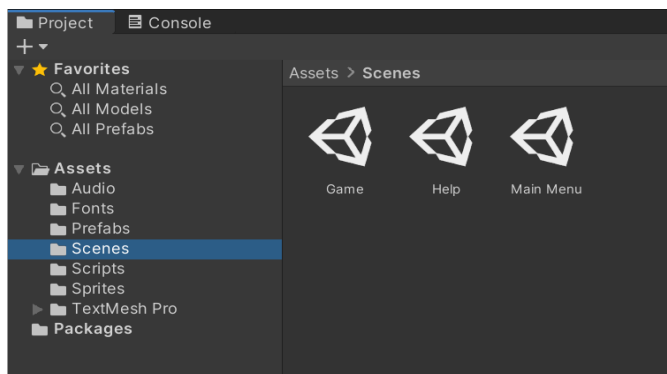 Project Console
Favorites
All Materials
All Models
All Prefabs
Assets
Audio
Fonts
Prefabs
Scenes
Scripts
Sprites
TextMesh Pro
Packages
Assets > Scenes
Game Help Main Menu